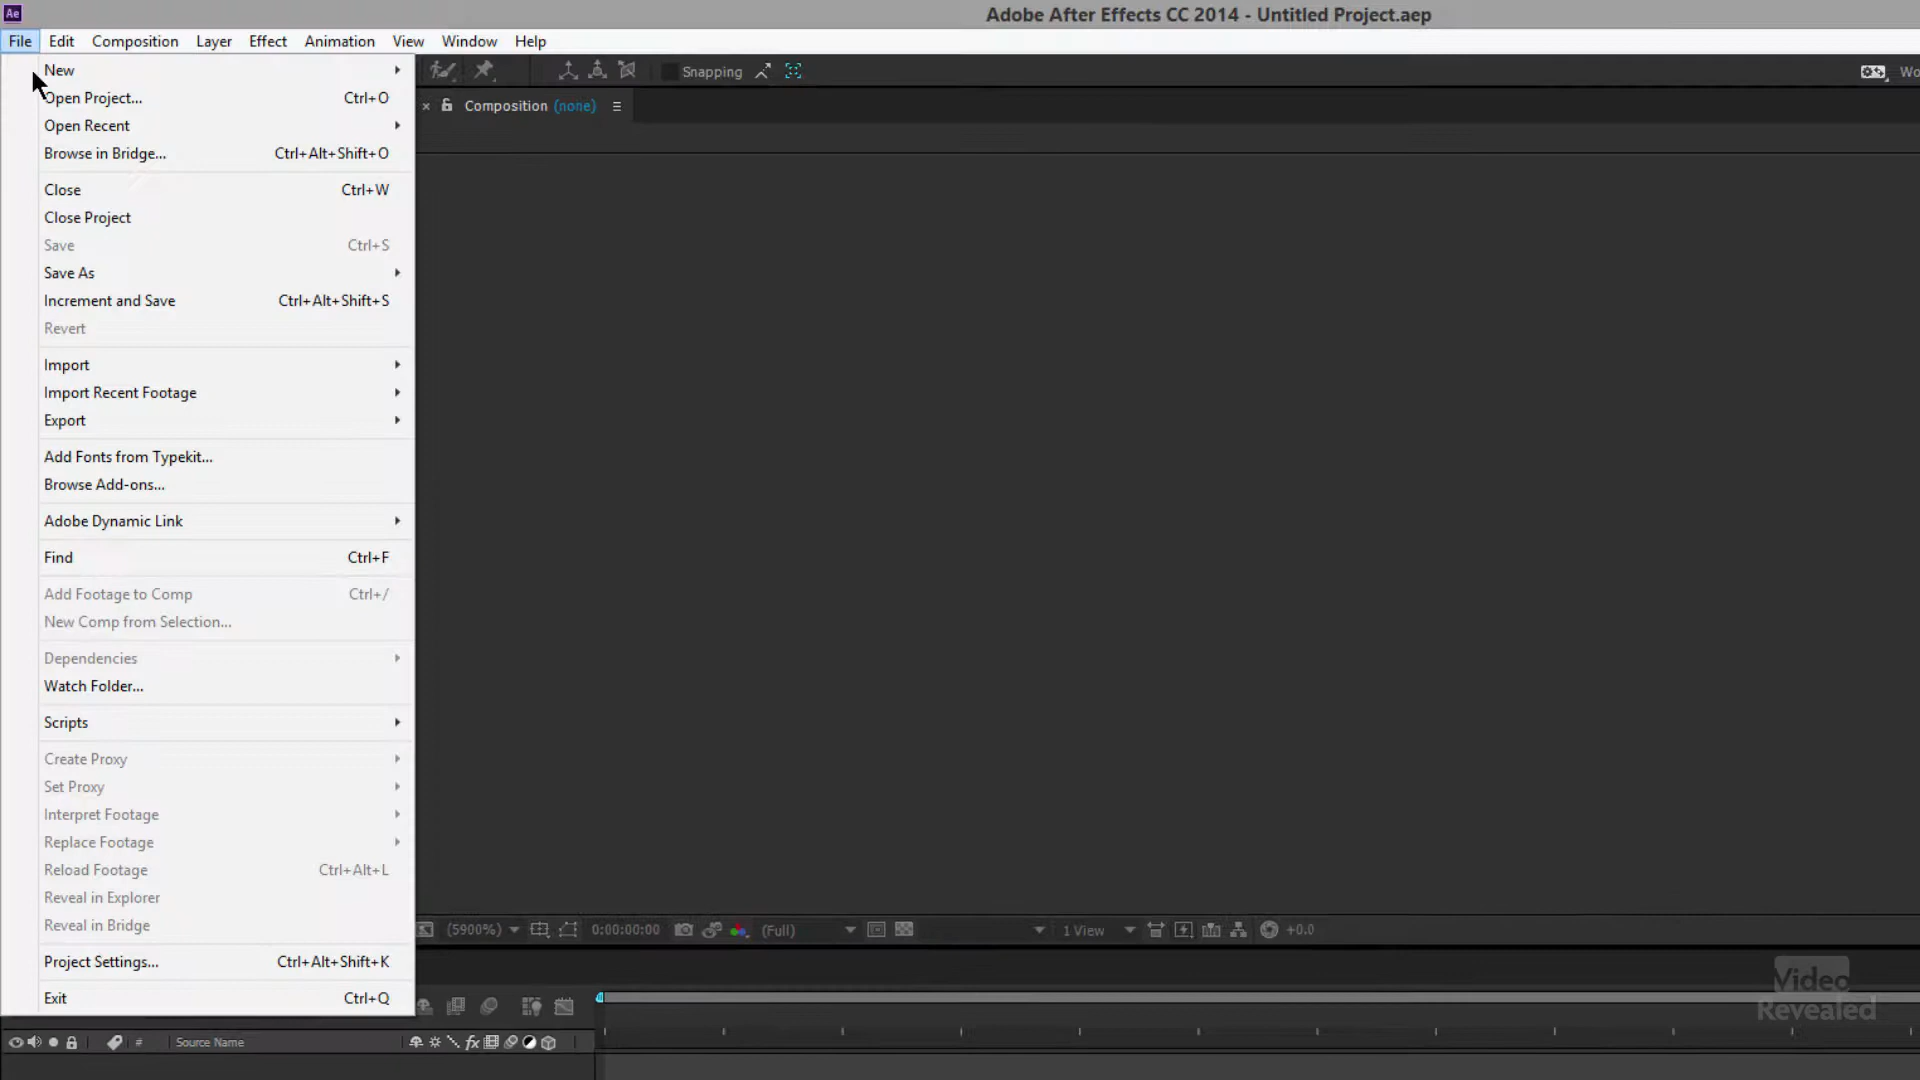 Ae
Adobe After Effects CC 2014 - Untitled Project.aep
File Edit Composition Layer Effect Animation View Window Help
New
Snapping
Wo
Open Project... Ctrl+O
Composition (none)
Open Recent
Browse in Bridge... Ctrl+Alt+Shift+O
Close Ctrl+W
Close Project
Save Ctrl+S
Save As
Increment and Save Ctrl+Alt+Shift+S
Revert
Import
Import Recent Footage
Export
Add Fonts from Typekit...
Browse Add-ons...
Adobe Dynamic Link
Find Ctrl+F
Add Footage to Comp Ctrl+/
New Comp from Selection...
Dependencies
Watch Folder...
Scripts
Create Proxy
Set Proxy
Interpret Footage
Replace Footage
Reload Footage Ctrl+Alt+L
Reveal in Explorer
Reveal in Bridge
(5900%) 0:00:00:00 (Full) 1 View +0.0
Project Settings... Ctrl+Alt+Shift+K
Exit Ctrl+Q
Video
Revealed
# Source Name fx